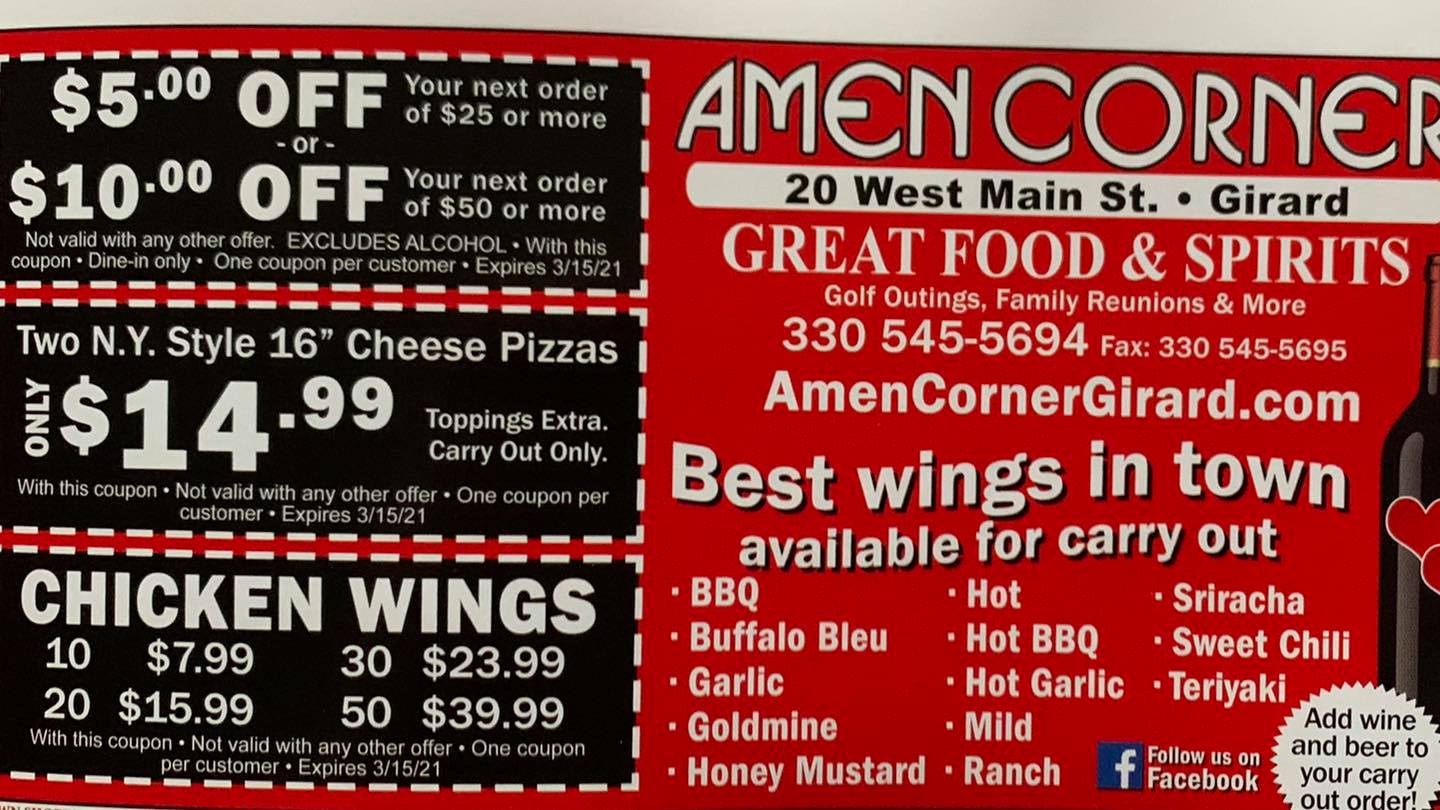 $5.00 OFF Your next order
of $25 or more
- or -
$10.00 OFF Your next order
of $50 or more
Not valid with any other offer. EXCLUDES ALCOHOL • With this
coupon • Dine-in only • One coupon per customer • Expires 3/15/21
Two N.Y. Style 16” Cheese Pizzas
ONLY $14.99
Toppings Extra.
Carry Out Only.
With this coupon • Not valid with any other offer • One coupon per
customer • Expires 3/15/21
CHICKEN WINGS
10 $7.99 30 $23.99
20 $15.99 50 $39.99
With this coupon • Not valid with any other offer • One coupon
per customer • Expires 3/15/21
AMEN CORNER
20 West Main St. • Girard
GREAT FOOD & SPIRITS
Golf Outings, Family Reunions & More
330 545-5694 Fax: 330 545-5695
AmenCornerGirard.com
Best wings in town
available for carry out
· BBQ
· Buffalo Bleu
· Garlic
· Goldmine
· Honey Mustard
· Hot
· Hot BBQ
· Hot Garlic
· Mild
· Ranch
· Sriracha
· Sweet Chili
· Teriyaki
f Follow us on
Facebook
Add wine
and beer to
your carry
out order!